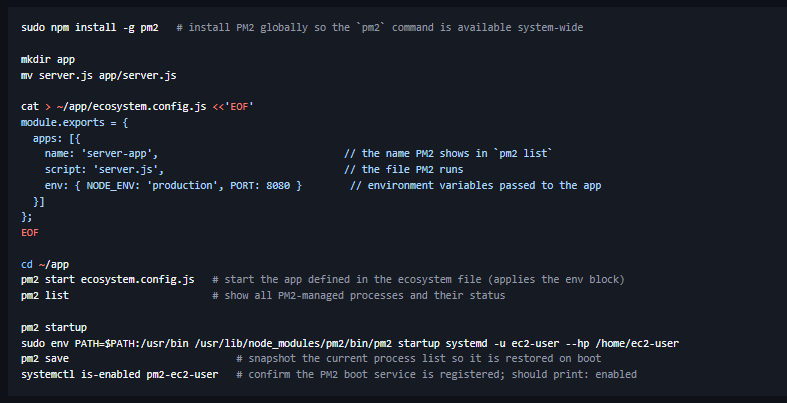 sudo npm install -g pm2   # install PM2 globally so the `pm2` command is available system-wide

mkdir app
mv server.js app/server.js

cat > ~/app/ecosystem.config.js <<'EOF'
module.exports = {
  apps: [{
    name: 'server-app',                               // the name PM2 shows in `pm2 list`
    script: 'server.js',                              // the file PM2 runs
    env: { NODE_ENV: 'production', PORT: 8080 }        // environment variables passed to the app
  }]
};
EOF

cd ~/app
pm2 start ecosystem.config.js   # start the app defined in the ecosystem file (applies the env block)
pm2 list                        # show all PM2-managed processes and their status

pm2 startup
sudo env PATH=$PATH:/usr/bin /usr/lib/node_modules/pm2/bin/pm2 startup systemd -u ec2-user --hp /home/ec2-user
pm2 save                            # snapshot the current process list so it is restored on boot
systemctl is-enabled pm2-ec2-user   # confirm the PM2 boot service is registered; should print: enabled